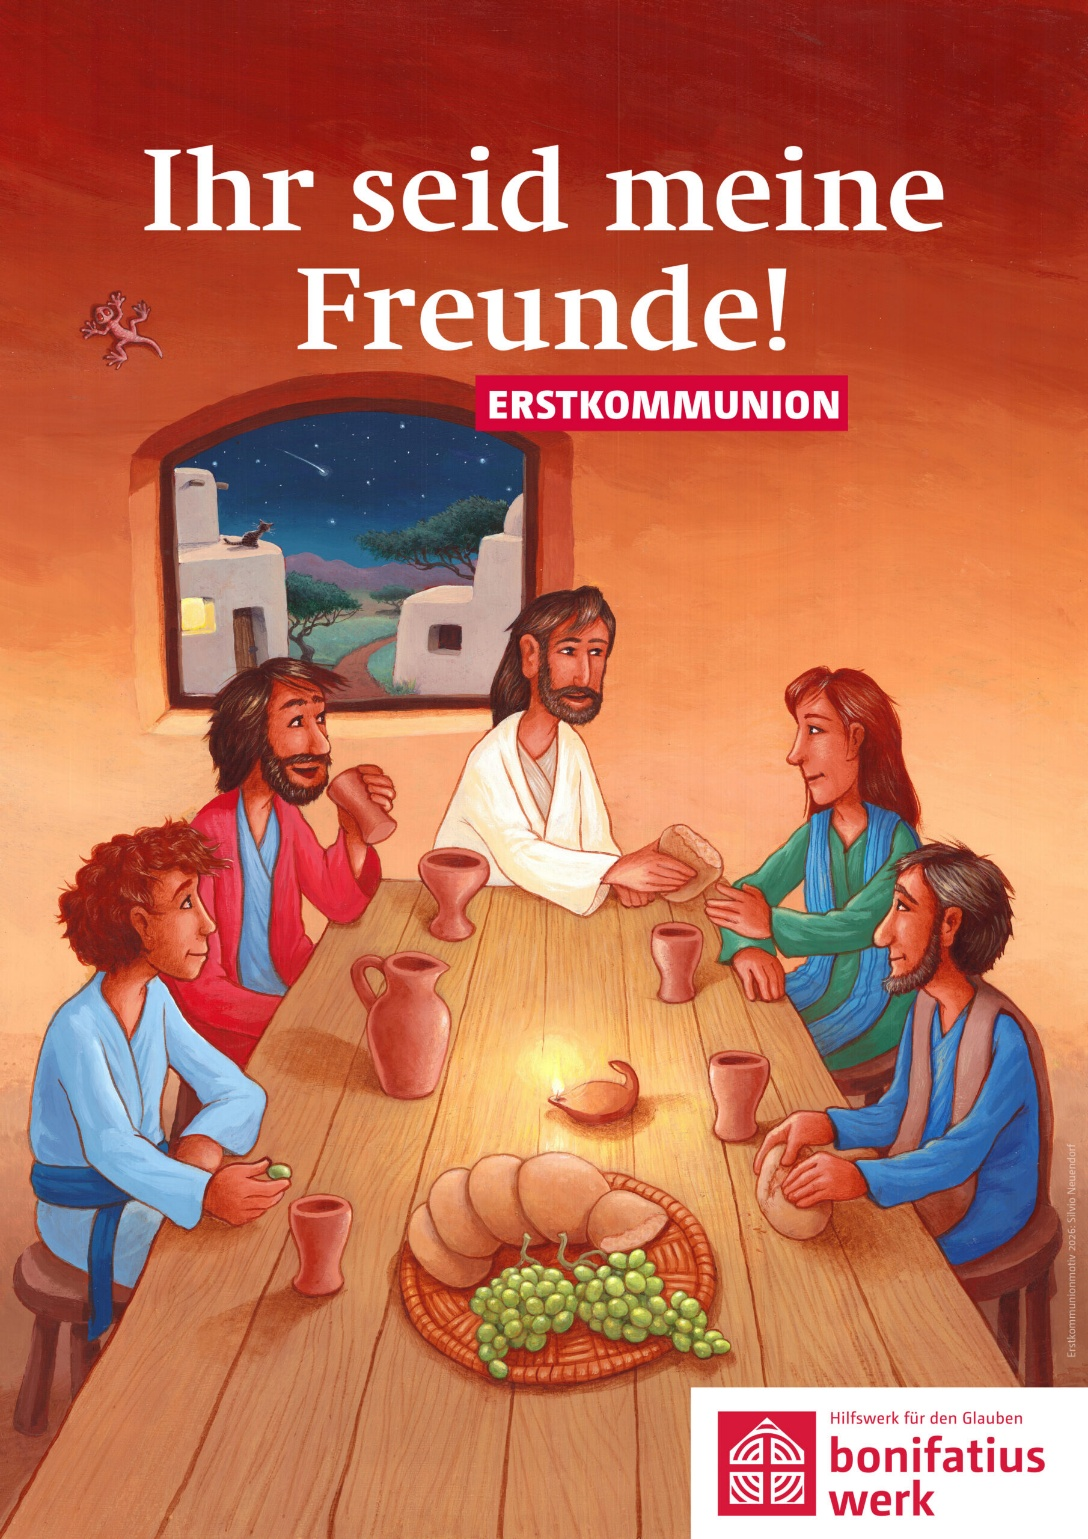 Ihr seid meine
Freunde!
ERSTKOMMUNION
Erstkommunionmotiv 2026: Silvio Neuendorf
Hilfswerk für den Glauben
bonifatius
werk